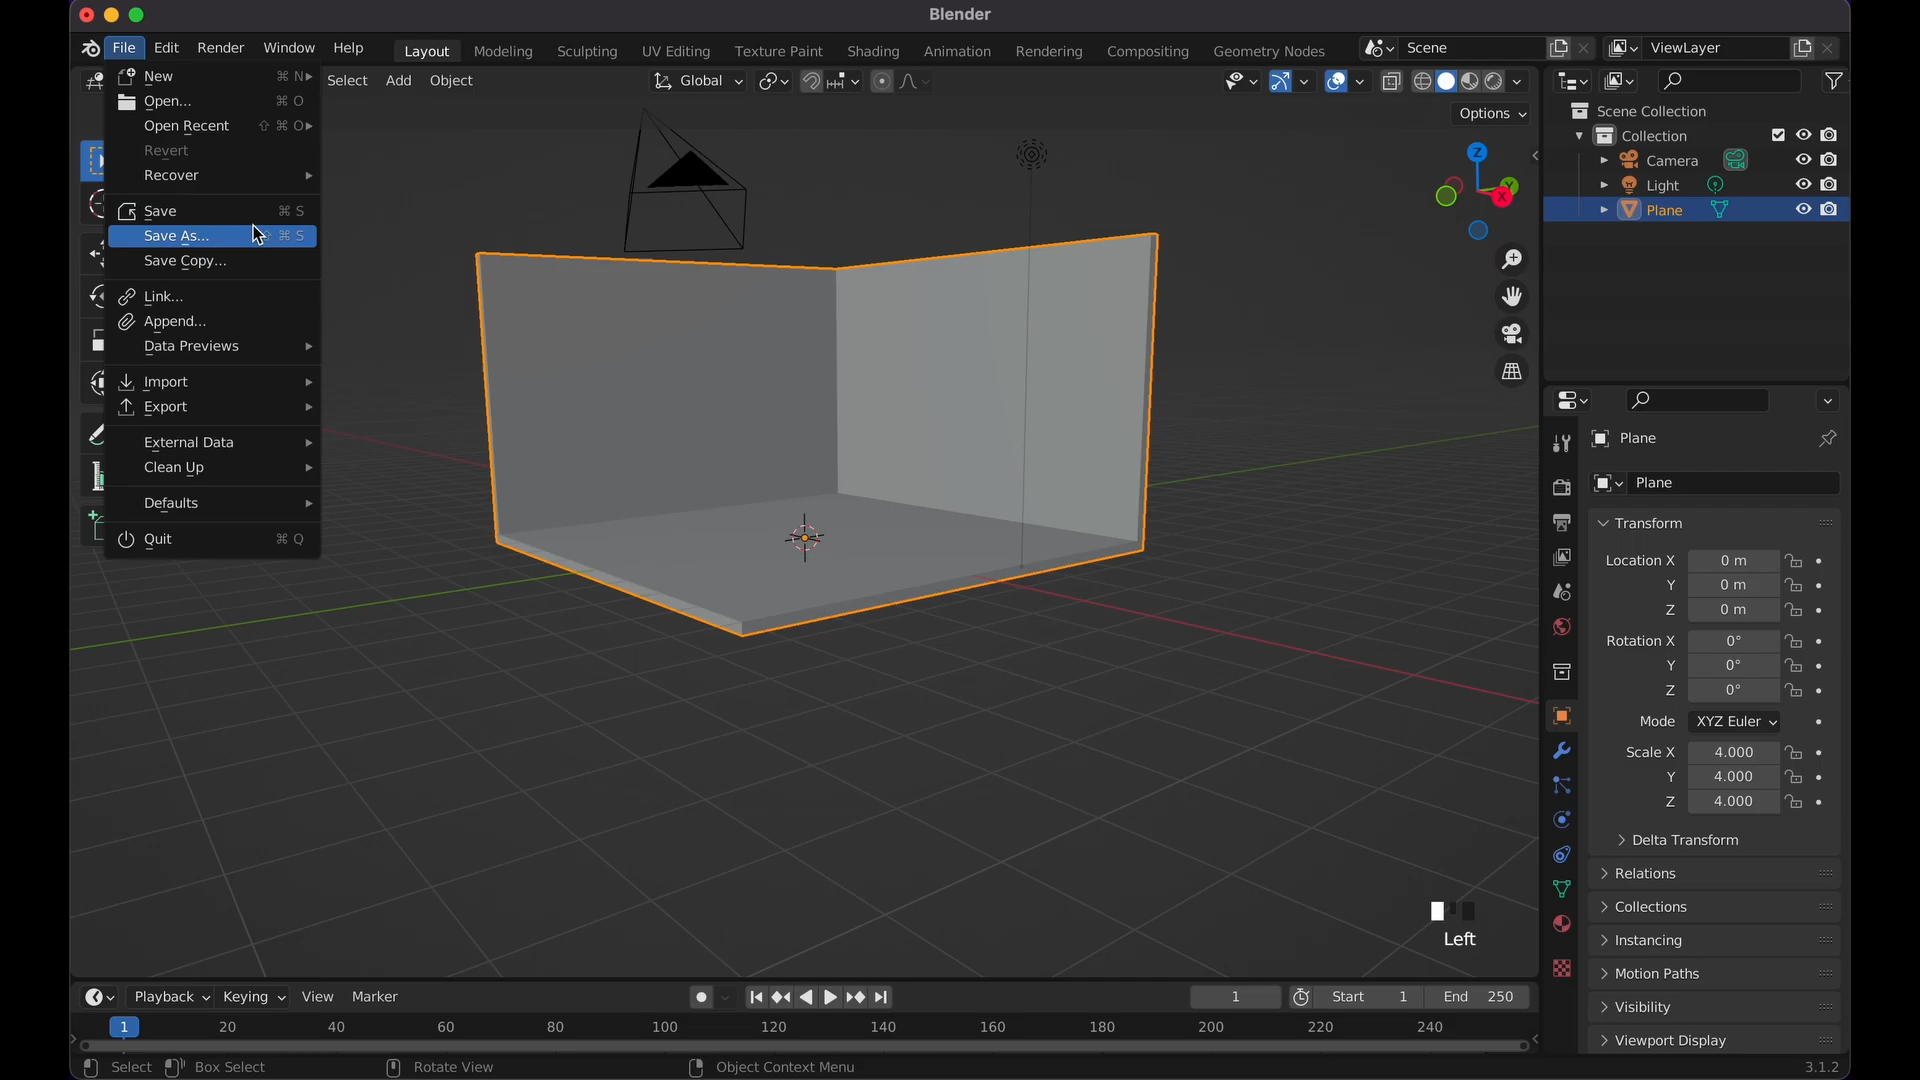 Blender
File Edit Render Window Help Layout Modeling Sculpting UV Editing Texture Paint Shading Animation Rendering Compositing Geometry Nodes Scene ViewLayer
Select Add Object Global
Options
New ⌘ N
Open... ⌘ O
Open Recent ⇧ ⌘ O
Revert
Recover
Save ⌘ S
Save As... ⌘ S
Save Copy...
Link...
Append...
Data Previews
Import
Export
External Data
Clean Up
Defaults
Quit ⌘ Q
Z
Y
X
Left
Scene Collection
Collection
Camera
Light
Plane
Plane
Plane
Transform
Location X 0 m
Y 0 m
Z 0 m
Rotation X 0°
Y 0°
Z 0°
Mode XYZ Euler
Scale X 4.000
Y 4.000
Z 4.000
Delta Transform
Relations
Collections
Instancing
Motion Paths
Visibility
Viewport Display
Playback Keying View Marker 1 Start 1 End 250
1 20 40 60 80 100 120 140 160 180 200 220 240
Select Box Select Rotate View Object Context Menu 3.1.2